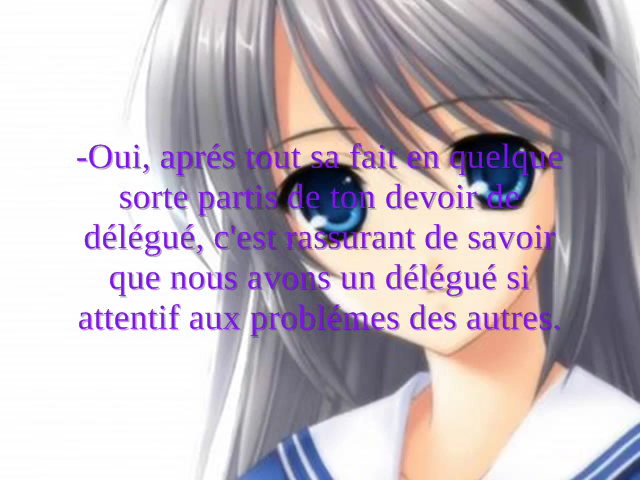 -Oui, aprés tout sa fait en quelque
sorte partis de ton devoir de
délégué, c'est rassurant de savoir
que nous avons un délégué si
attentif aux problémes des autres.